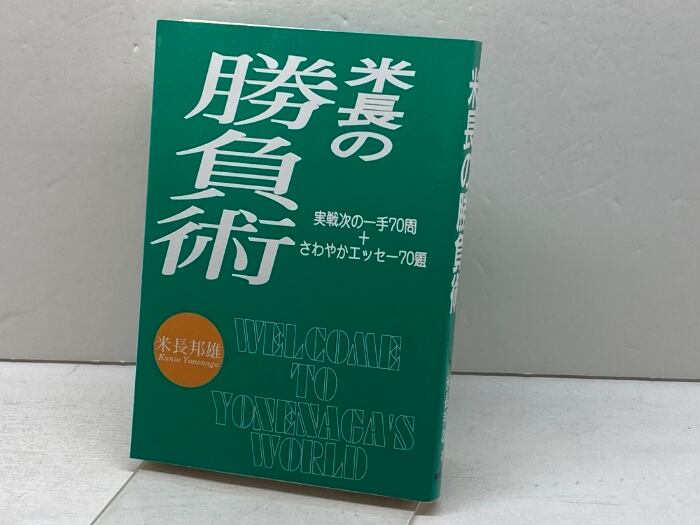 米長の
勝負術
実戦次の一手70問
+
さわやかエッセー70題
米長邦雄
Kunio Yonenaga
WELCOME
TO
YONENAGA'S
WORLD
米長の勝負術